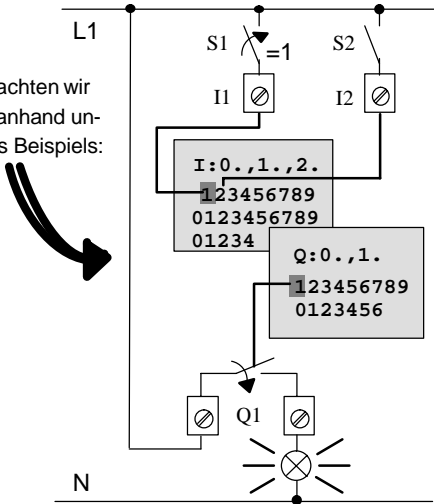 L1
S1
S2
=1
achten wir
anhand un-
s Beispiels:
I1
I2
I:0.,1.,2.
123456789
0123456789
01234
Q:0.,1.
123456789
0123456
Q1
N